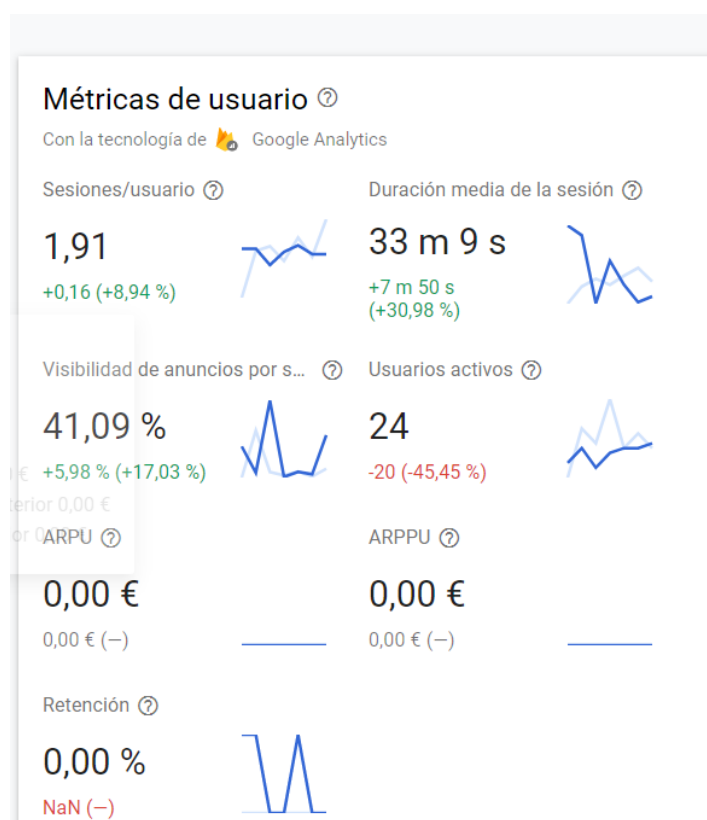 Métricas de usuario
Con la tecnología de Google Analytics
Sesiones/usuario
1,91
+0,16 (+8,94 %)
Duración media de la sesión
33 m 9 s
+7 m 50 s
(+30,98 %)
Visibilidad de anuncios por s...
41,09 %
+5,98 % (+17,03 %)
Usuarios activos
24
-20 (-45,45 %)
€
terior 0,00 €
or 0,00 €
ARPU
0,00 €
0,00 € (—)
ARPPU
0,00 €
0,00 € (—)
Retención
0,00 %
NaN (—)